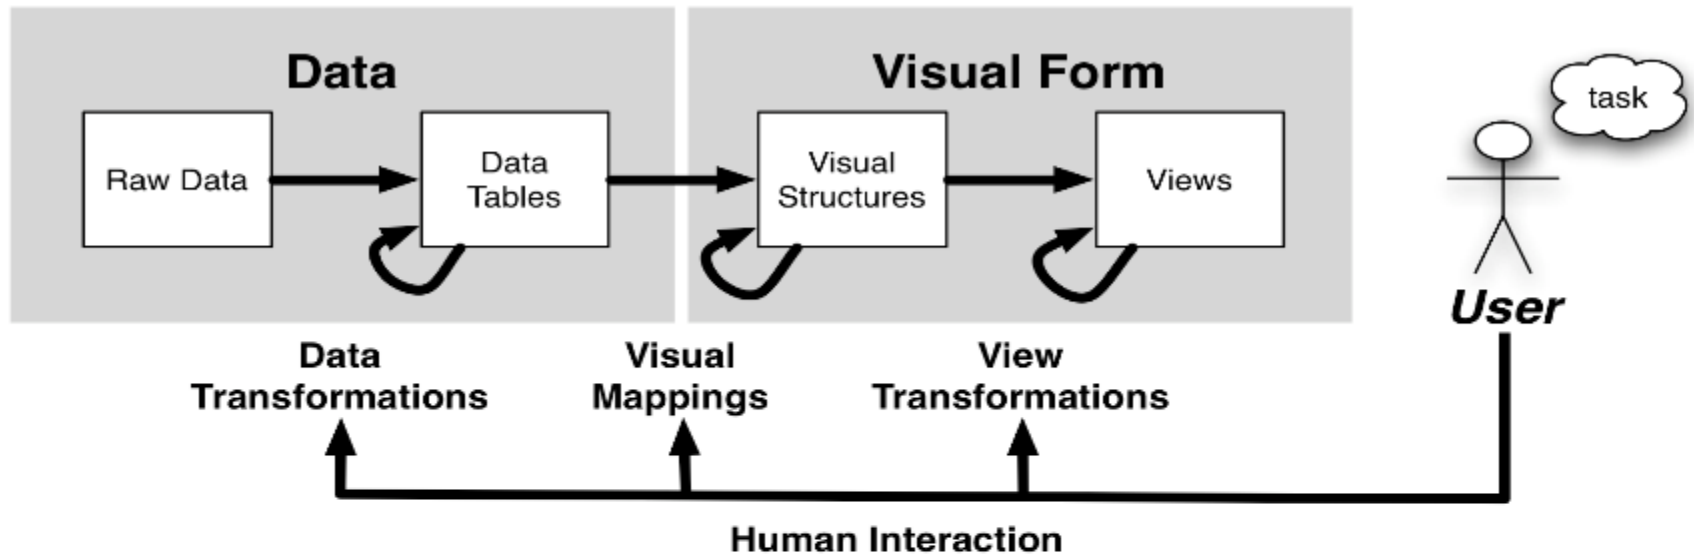 Data
Visual Form
task
Raw Data
Data
Tables
Visual
Structures
Views
User
Data
Transformations
Visual
Mappings
View
Transformations
Human Interaction